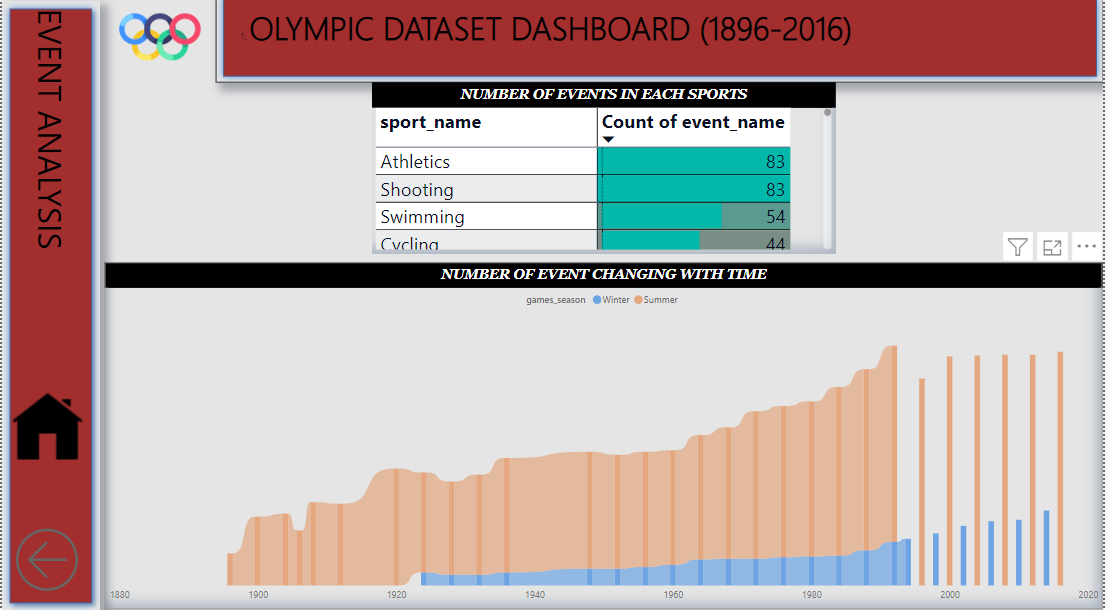 EVENT ANALYSIS
OLYMPIC DATASET DASHBOARD (1896-2016)
NUMBER OF EVENTS IN EACH SPORTS
sport_name Count of event_name
Athletics 83
Shooting 83
Swimming 54
Cycling 44
NUMBER OF EVENT CHANGING WITH TIME
games_season Winter Summer
1880 1900 1920 1940 1960 1980 2000 2020